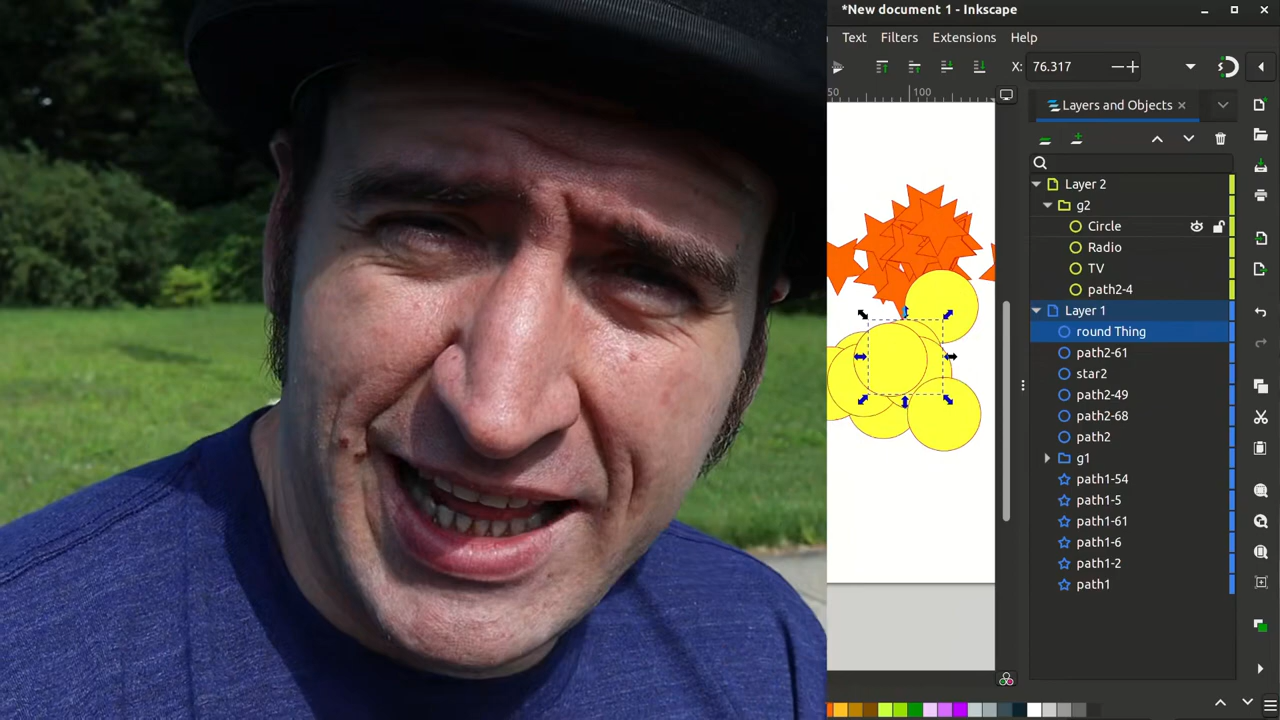 *New document 1 - Inkscape
Text Filters Extensions Help
X: 76.317
50 100
Layers and Objects
Layer 2
g2
Circle
Radio
TV
path2-4
Layer 1
round Thing
path2-61
star2
path2-49
path2-68
path2
g1
path1-54
path1-5
path1-61
path1-6
path1-2
path1